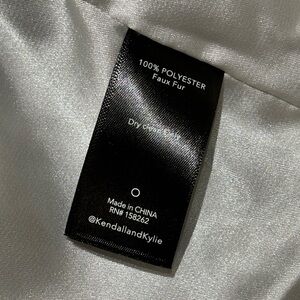 100% POLYESTER
Faux Fur
Dry clean Only
Made in CHINA
RN# 158262
@KendallandKylie